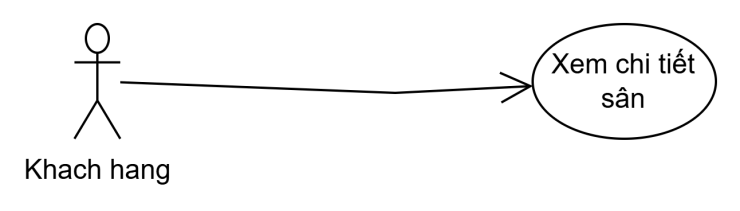 Xem chi tiết
sân
Khach hang